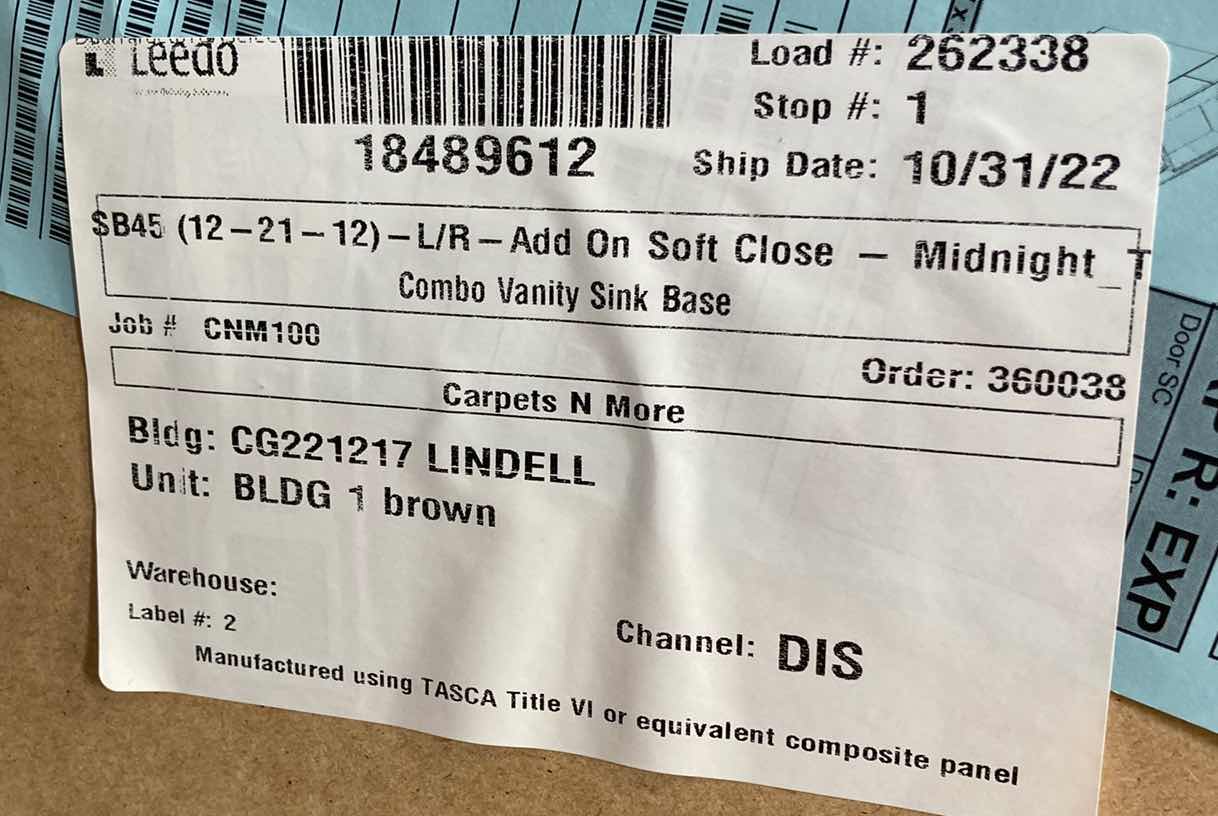 Leedo
Load #: 262338
Stop #: 1
18489612
Ship Date: 10/31/22
SB45 (12-21-12)-L/R-Add On Soft Close - Midnight_T
Combo Vanity Sink Base
Job # CNM100
Order: 360038
Carpets N More
Bldg: CG221217 LINDELL
Unit: BLDG 1 brown
Warehouse:
Label #: 2
Channel: DIS
Manufactured using TASCA Title VI or equivalent composite panel
Door SC
R: EXP